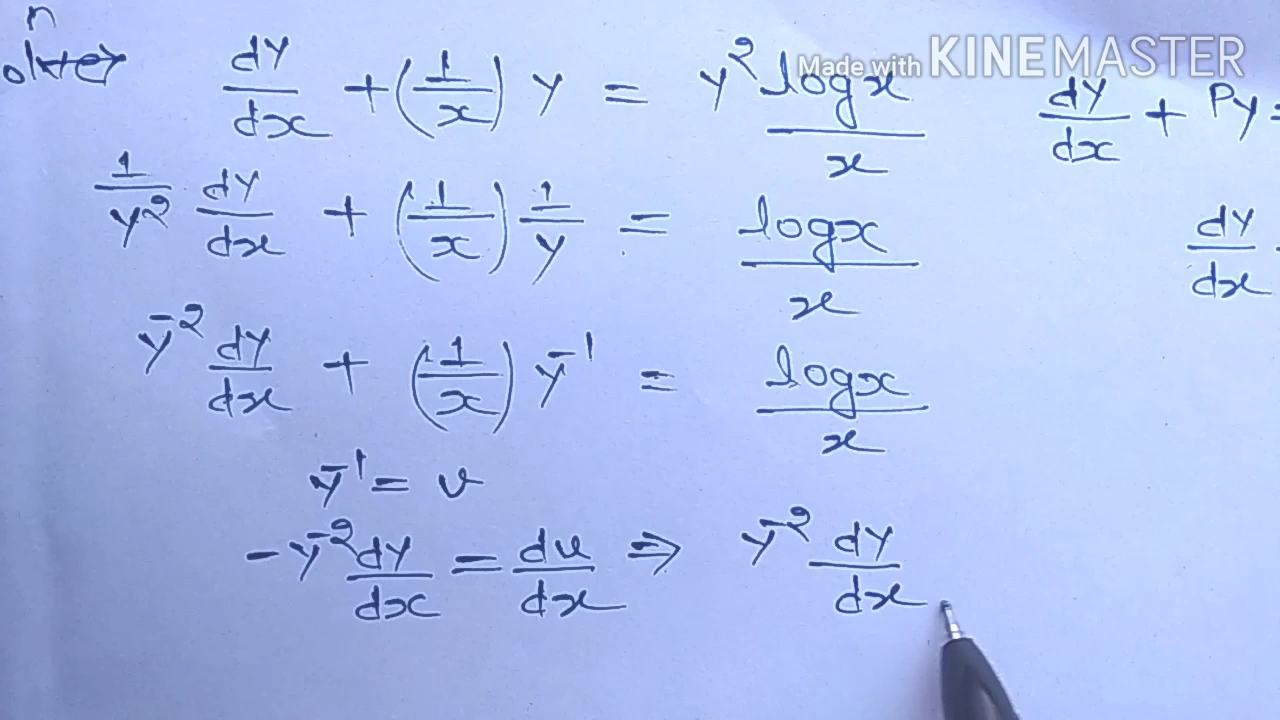 n
dy/dx + (1/x) y = y² log x / x
Made with KINEMASTER
dy/dx + Py =
1/y² dy/dx + (1/x) 1/y = log x / x
dy/dx
y⁻² dy/dx + (1/x) y⁻¹ = log x / x
y⁻¹ = v
-y⁻² dy/dx = dv/dx ⇒ y⁻² dy/dx